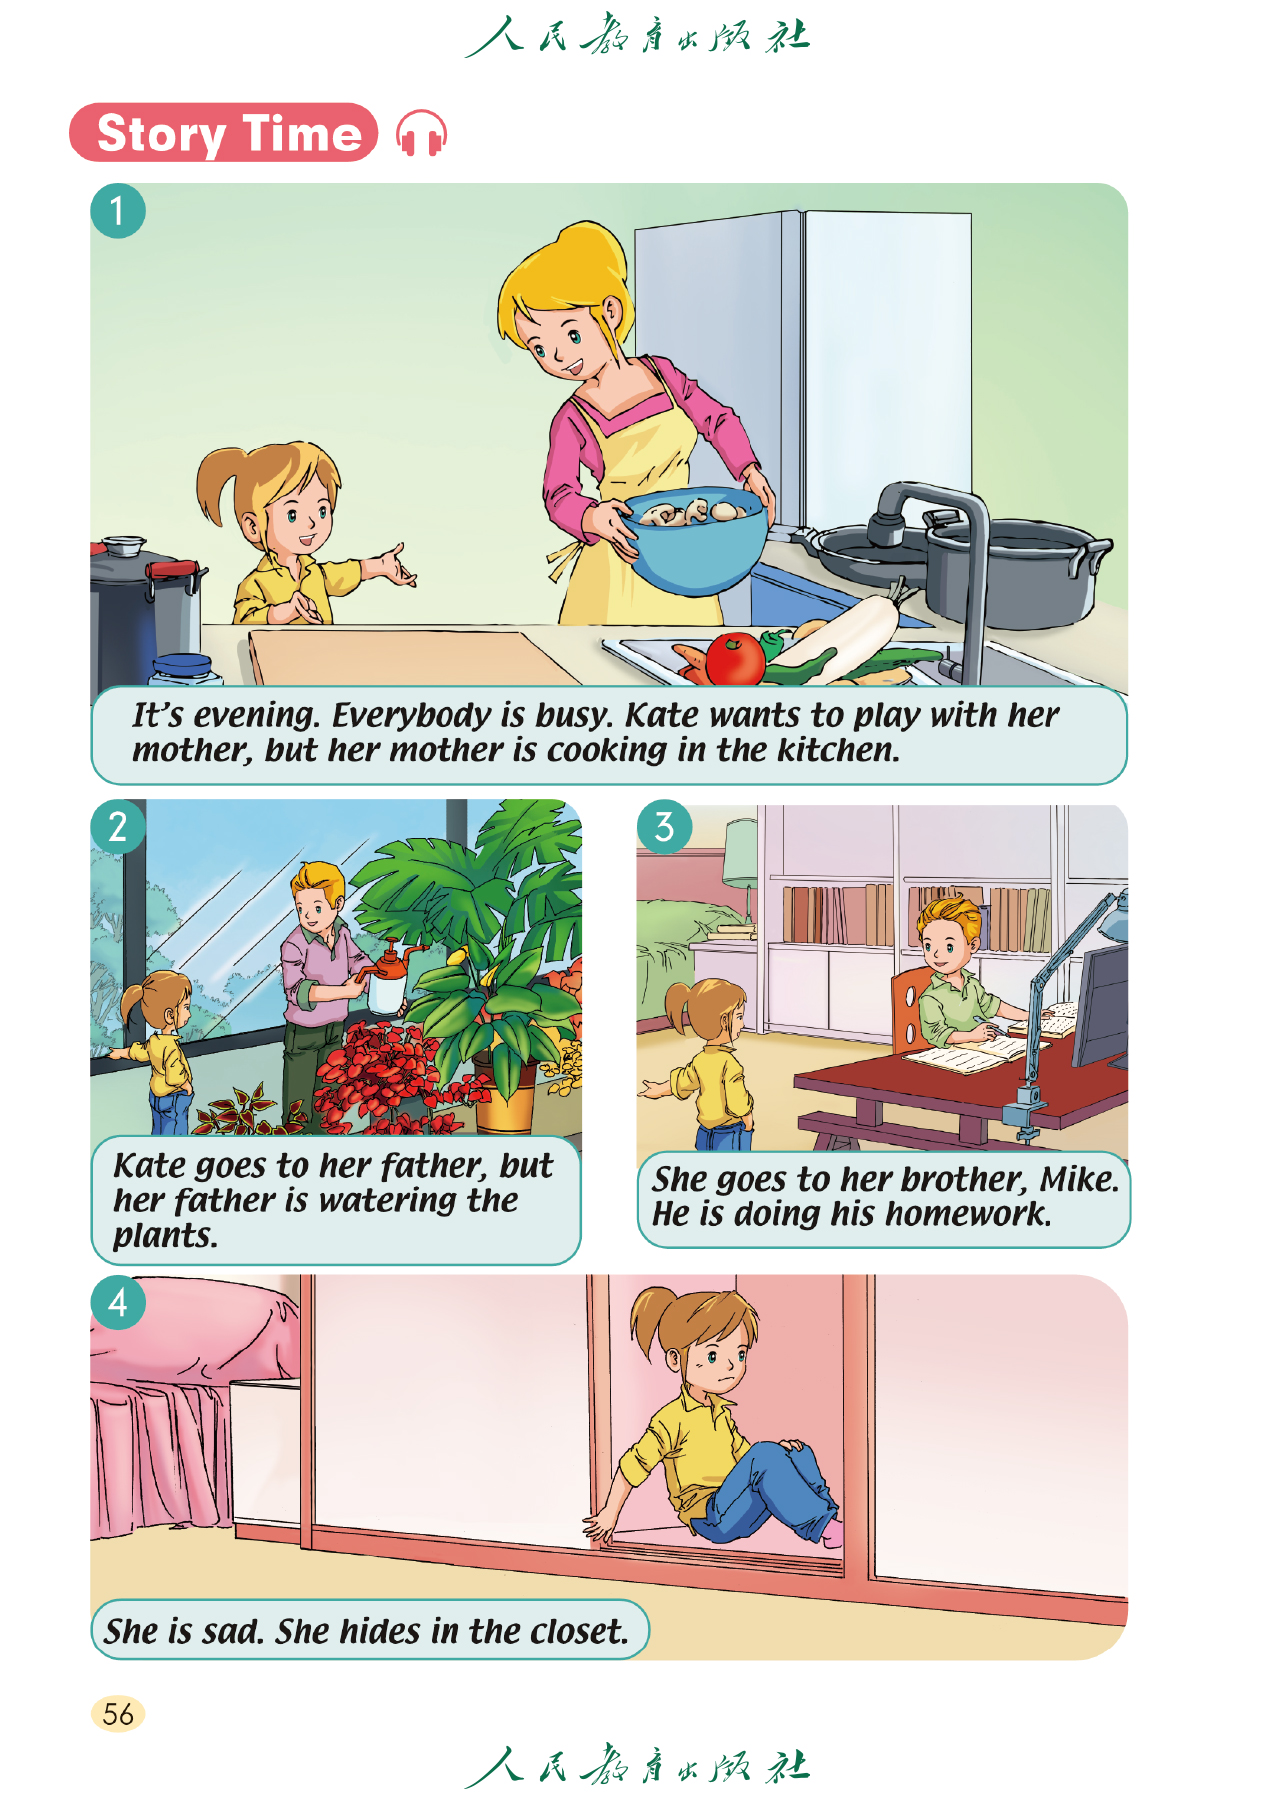 人民教育出版社
Story Time
1
It's evening. Everybody is busy. Kate wants to play with her
mother, but her mother is cooking in the kitchen.
2
Kate goes to her father, but
her father is watering the
plants.
3
She goes to her brother, Mike.
He is doing his homework.
4
She is sad. She hides in the closet.
56
人民教育出版社